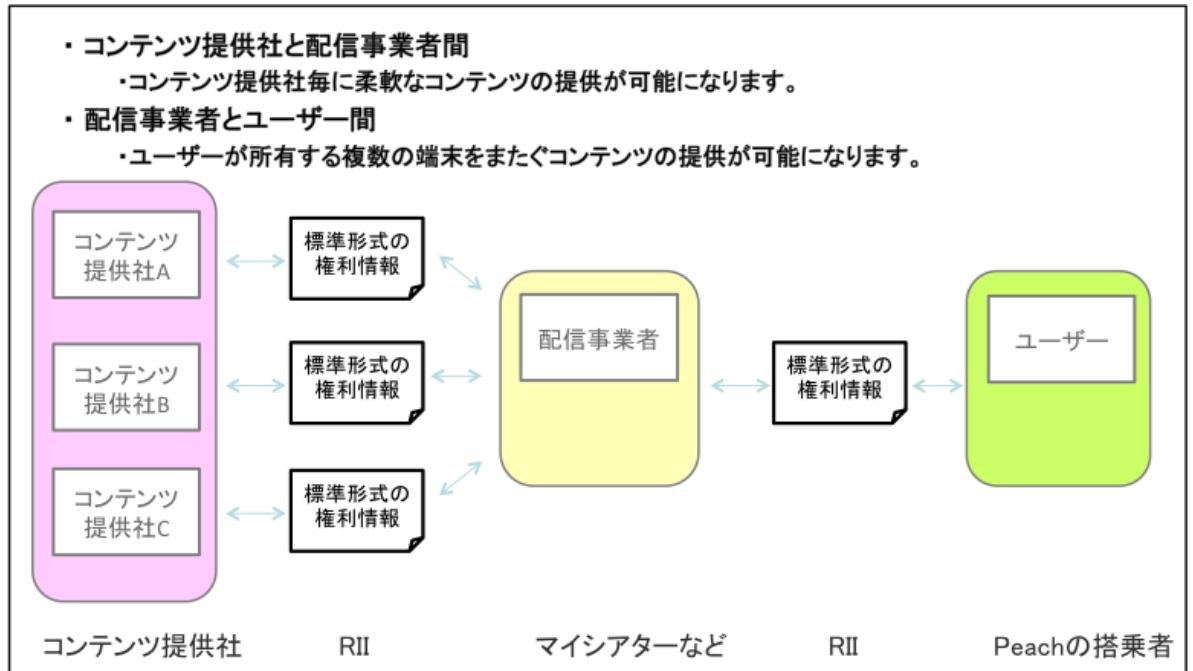 ・コンテンツ提供社と配信事業者間
・コンテンツ提供社毎に柔軟なコンテンツの提供が可能になります。
・配信事業者とユーザー間
・ユーザーが所有する複数の端末をまたぐコンテンツの提供が可能になります。
コンテンツ
提供社A
標準形式の
権利情報
コンテンツ
提供社B
標準形式の
権利情報
コンテンツ
提供社C
標準形式の
権利情報
配信事業者
標準形式の
権利情報
ユーザー
コンテンツ提供社
RII
マイシアターなど
RII
Peachの搭乗者